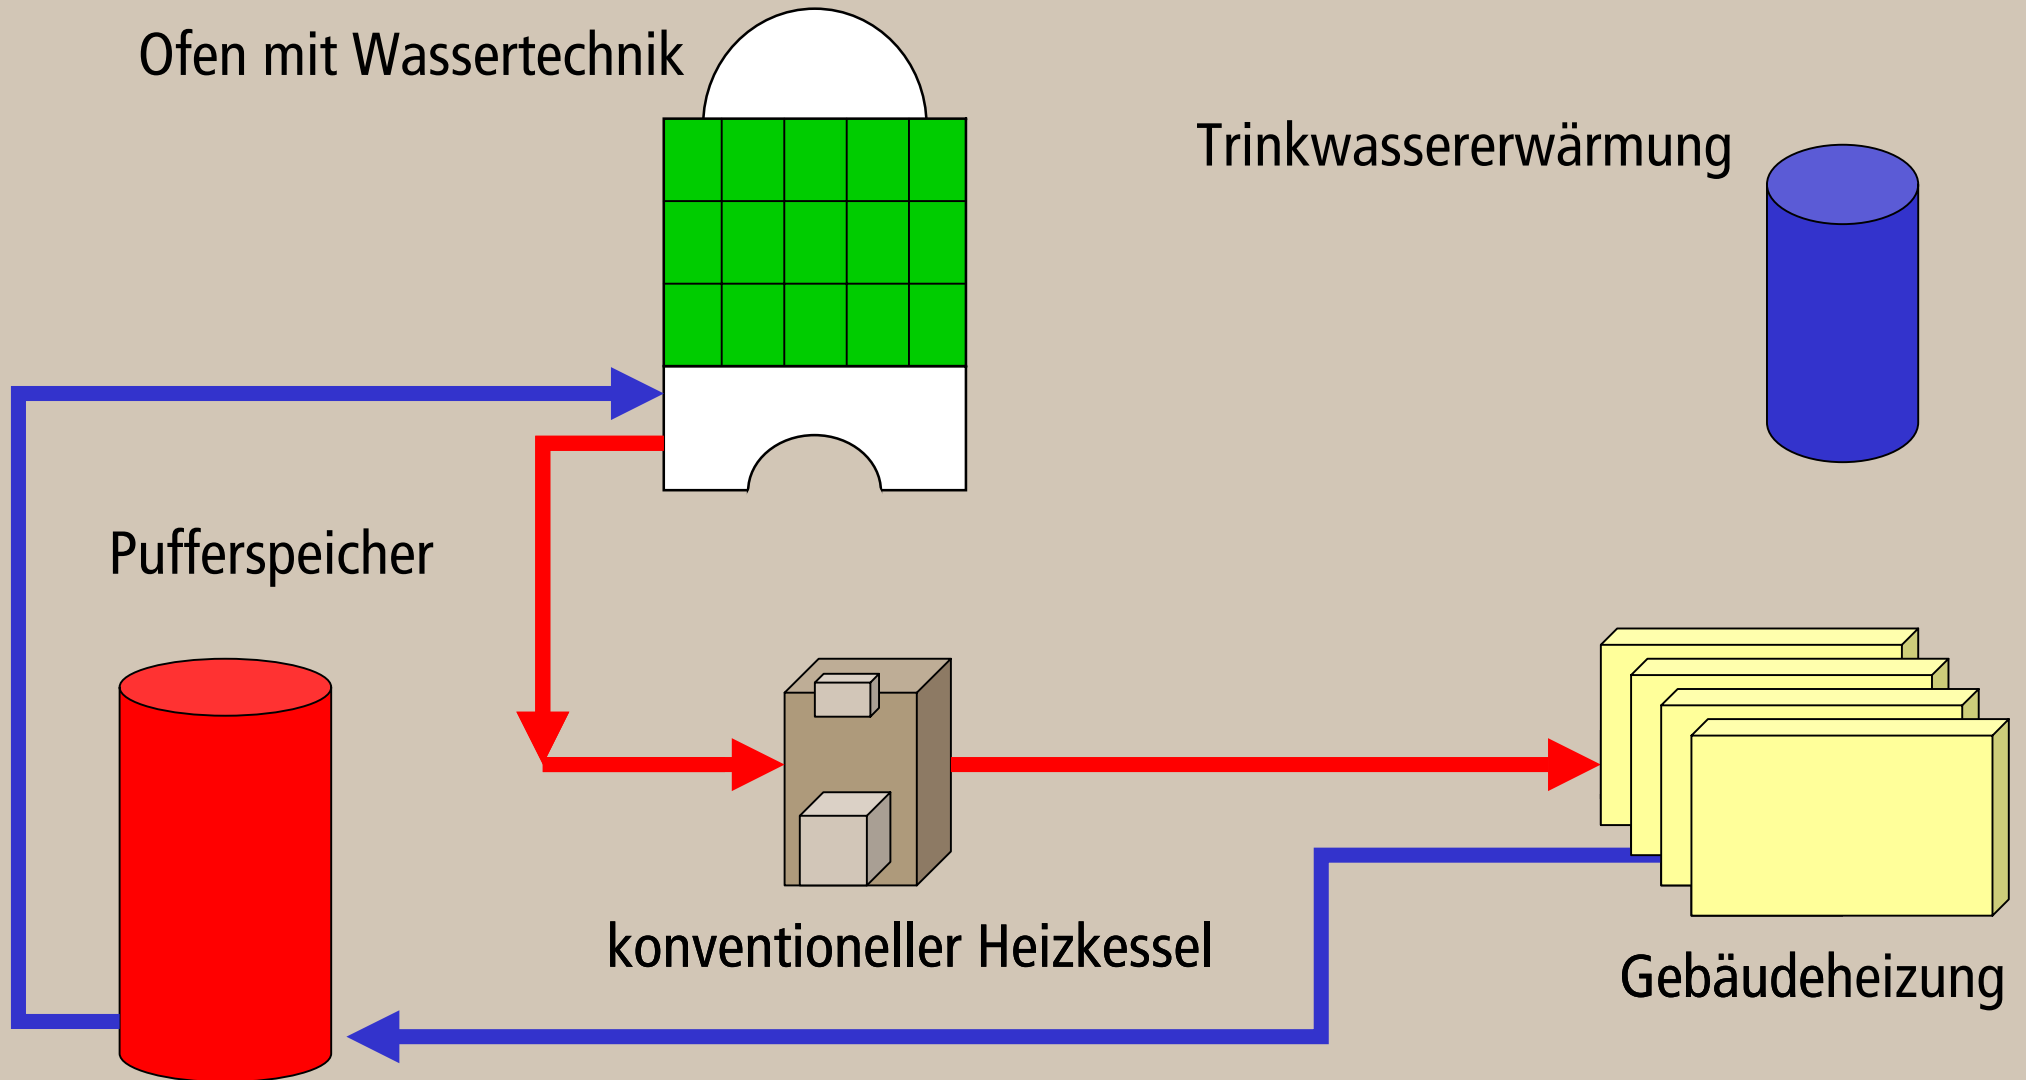 Ofen mit Wassertechnik
Trinkwassererwärmung
Pufferspeicher
konventioneller Heizkessel
Gebäudeheizung